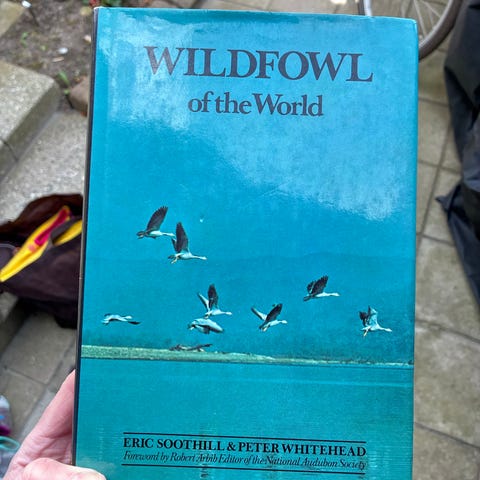 WILDFOWL
of the World
ERIC SOOTHILL & PETER WHITEHEAD
Foreword by Robert Arbib Editor of the National Audubon Society